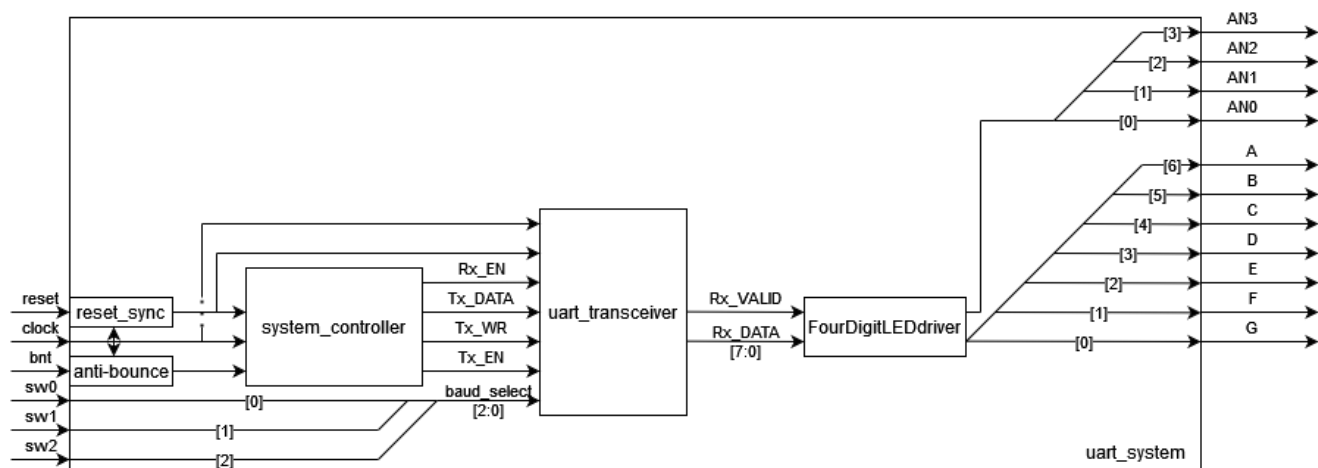 AN3
[3]
AN2
[2]
AN1
[1]
AN0
[0]
A
[6]
B
[5]
C
[4]
D
[3]
E
[2]
F
[1]
G
[0]
reset
reset_sync
clock
bnt
anti-bounce
sw0
[0]
sw1
[1]
sw2
[2]
system_controller
Rx_EN
Tx_DATA
Tx_WR
Tx_EN
baud_select
[2:0]
uart_transceiver
Rx_VALID
Rx_DATA
[7:0]
FourDigitLEDdriver
uart_system